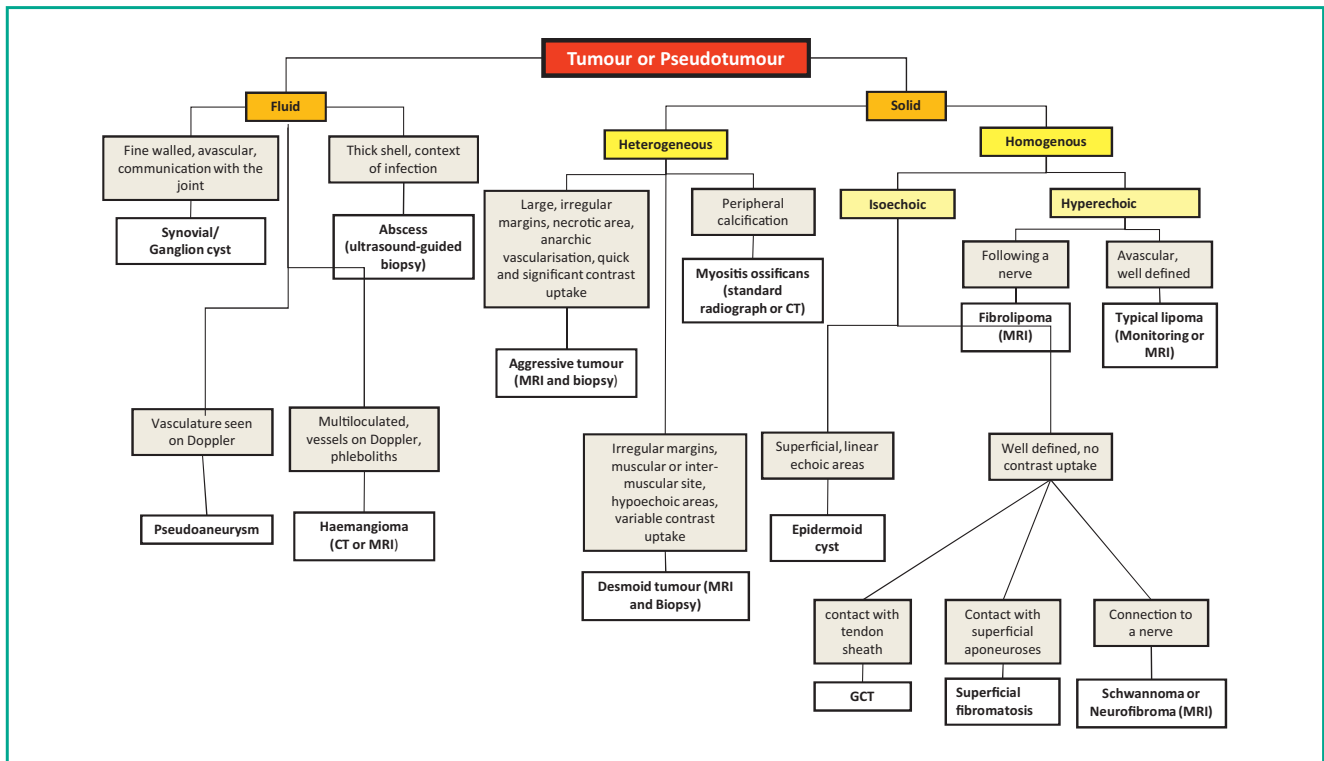 Tumour or Pseudotumour
Fluid
Solid
Fine walled, avascular,
communication with the
joint
Thick shell, context
of infection
Heterogeneous
Homogenous
Synovial/
Ganglion cyst
Abscess
(ultrasound-guided
biopsy)
Large, irregular
margins, necrotic area,
anarchic
vascularisation, quick
and significant contrast
uptake
Peripheral
calcification
Isoechoic
Hyperechoic
Myositis ossificans
(standard
radiograph or CT)
Following a
nerve
Avascular,
well defined
Fibrolipoma
(MRI)
Typical lipoma
(Monitoring or
MRI)
Aggressive tumour
(MRI and biopsy)
Vasculature seen
on Doppler
Multiloculated,
vessels on Doppler,
phleboliths
Irregular margins,
muscular or inter-
muscular site,
hypoechoic areas,
variable contrast
uptake
Superficial, linear
echoic areas
Well defined, no
contrast uptake
Pseudoaneurysm
Haemangioma
(CT or MRI)
Epidermoid
cyst
Desmoid tumour (MRI
and Biopsy)
contact with
tendon
sheath
Contact with
superficial
aponeuroses
Connection to
a nerve
GCT
Superficial
fibromatosis
Schwannoma or
Neurofibroma (MRI)